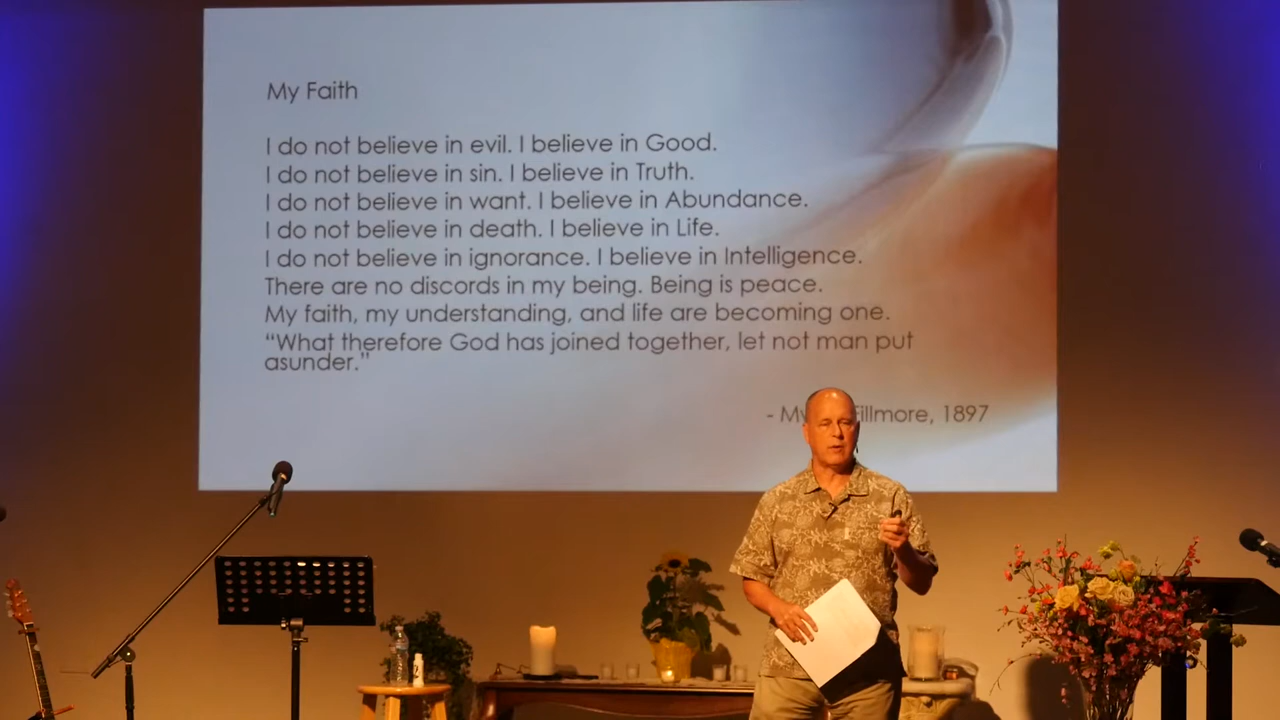 My Faith
I do not believe in evil. I believe in Good.
I do not believe in sin. I believe in Truth.
I do not believe in want. I believe in Abundance.
I do not believe in death. I believe in Life.
I do not believe in ignorance. I believe in Intelligence.
There are no discords in my being. Being is peace.
My faith, my understanding, and life are becoming one.
“What therefore God has joined together, let not man put
asunder.”
- Fillmore, 1897